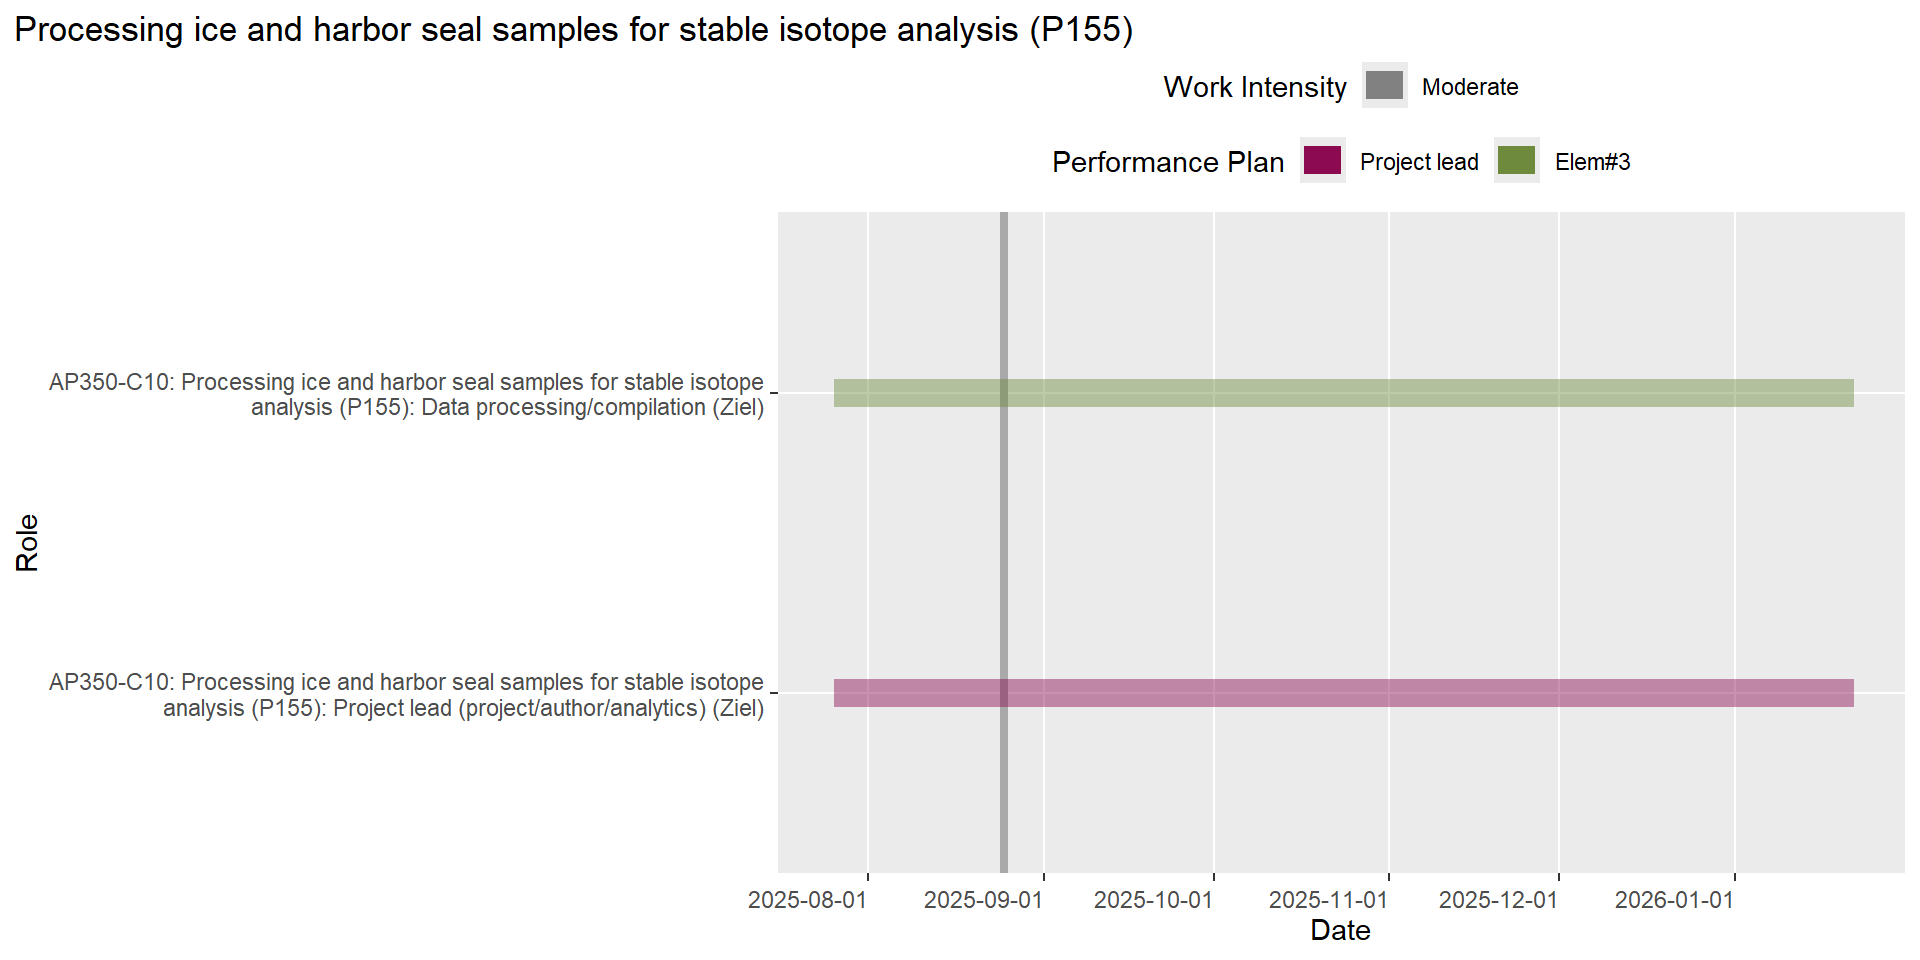 Processing ice and harbor seal samples for stable isotope analysis (P155)
Work Intensity Moderate
Performance Plan Project lead Elem#3
AP350-C10: Processing ice and harbor seal samples for stable isotope
analysis (P155): Data processing/compilation (Ziel)
Role
AP350-C10: Processing ice and harbor seal samples for stable isotope
analysis (P155): Project lead (project/author/analytics) (Ziel)
2025-08-01 2025-09-01 2025-10-01 2025-11-01 2025-12-01 2026-01-01
Date